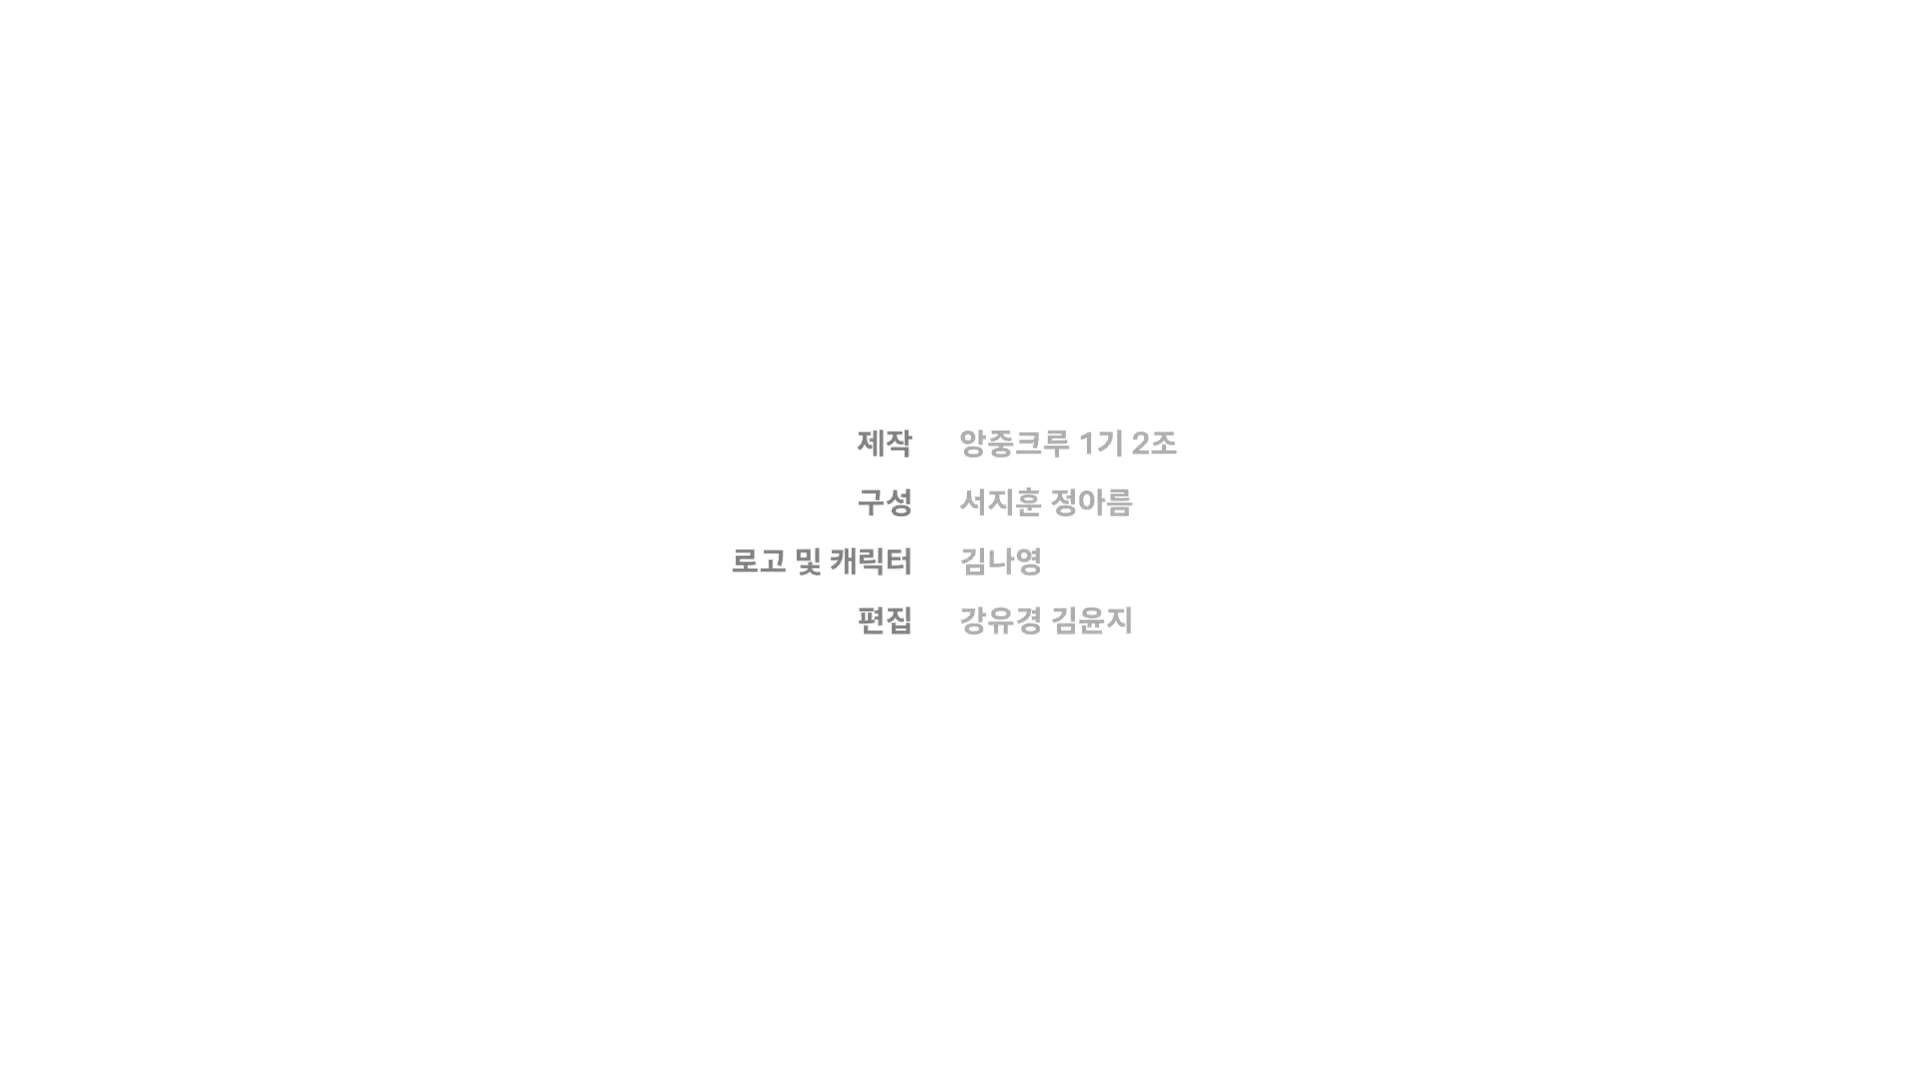 제작 앙중크루 1기 2조
구성 서지훈 정아름
로고 및 캐릭터 김나영
편집 강유경 김윤지